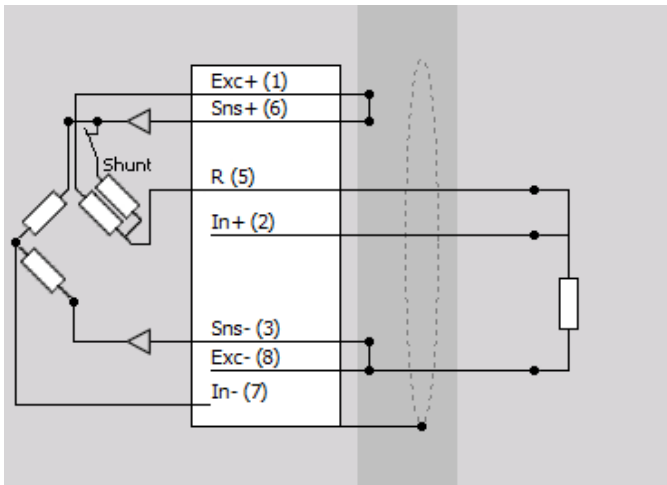 Exc+ (1)
Sns+ (6)
Shunt
R (5)
In+ (2)
Sns- (3)
Exc- (8)
In- (7)